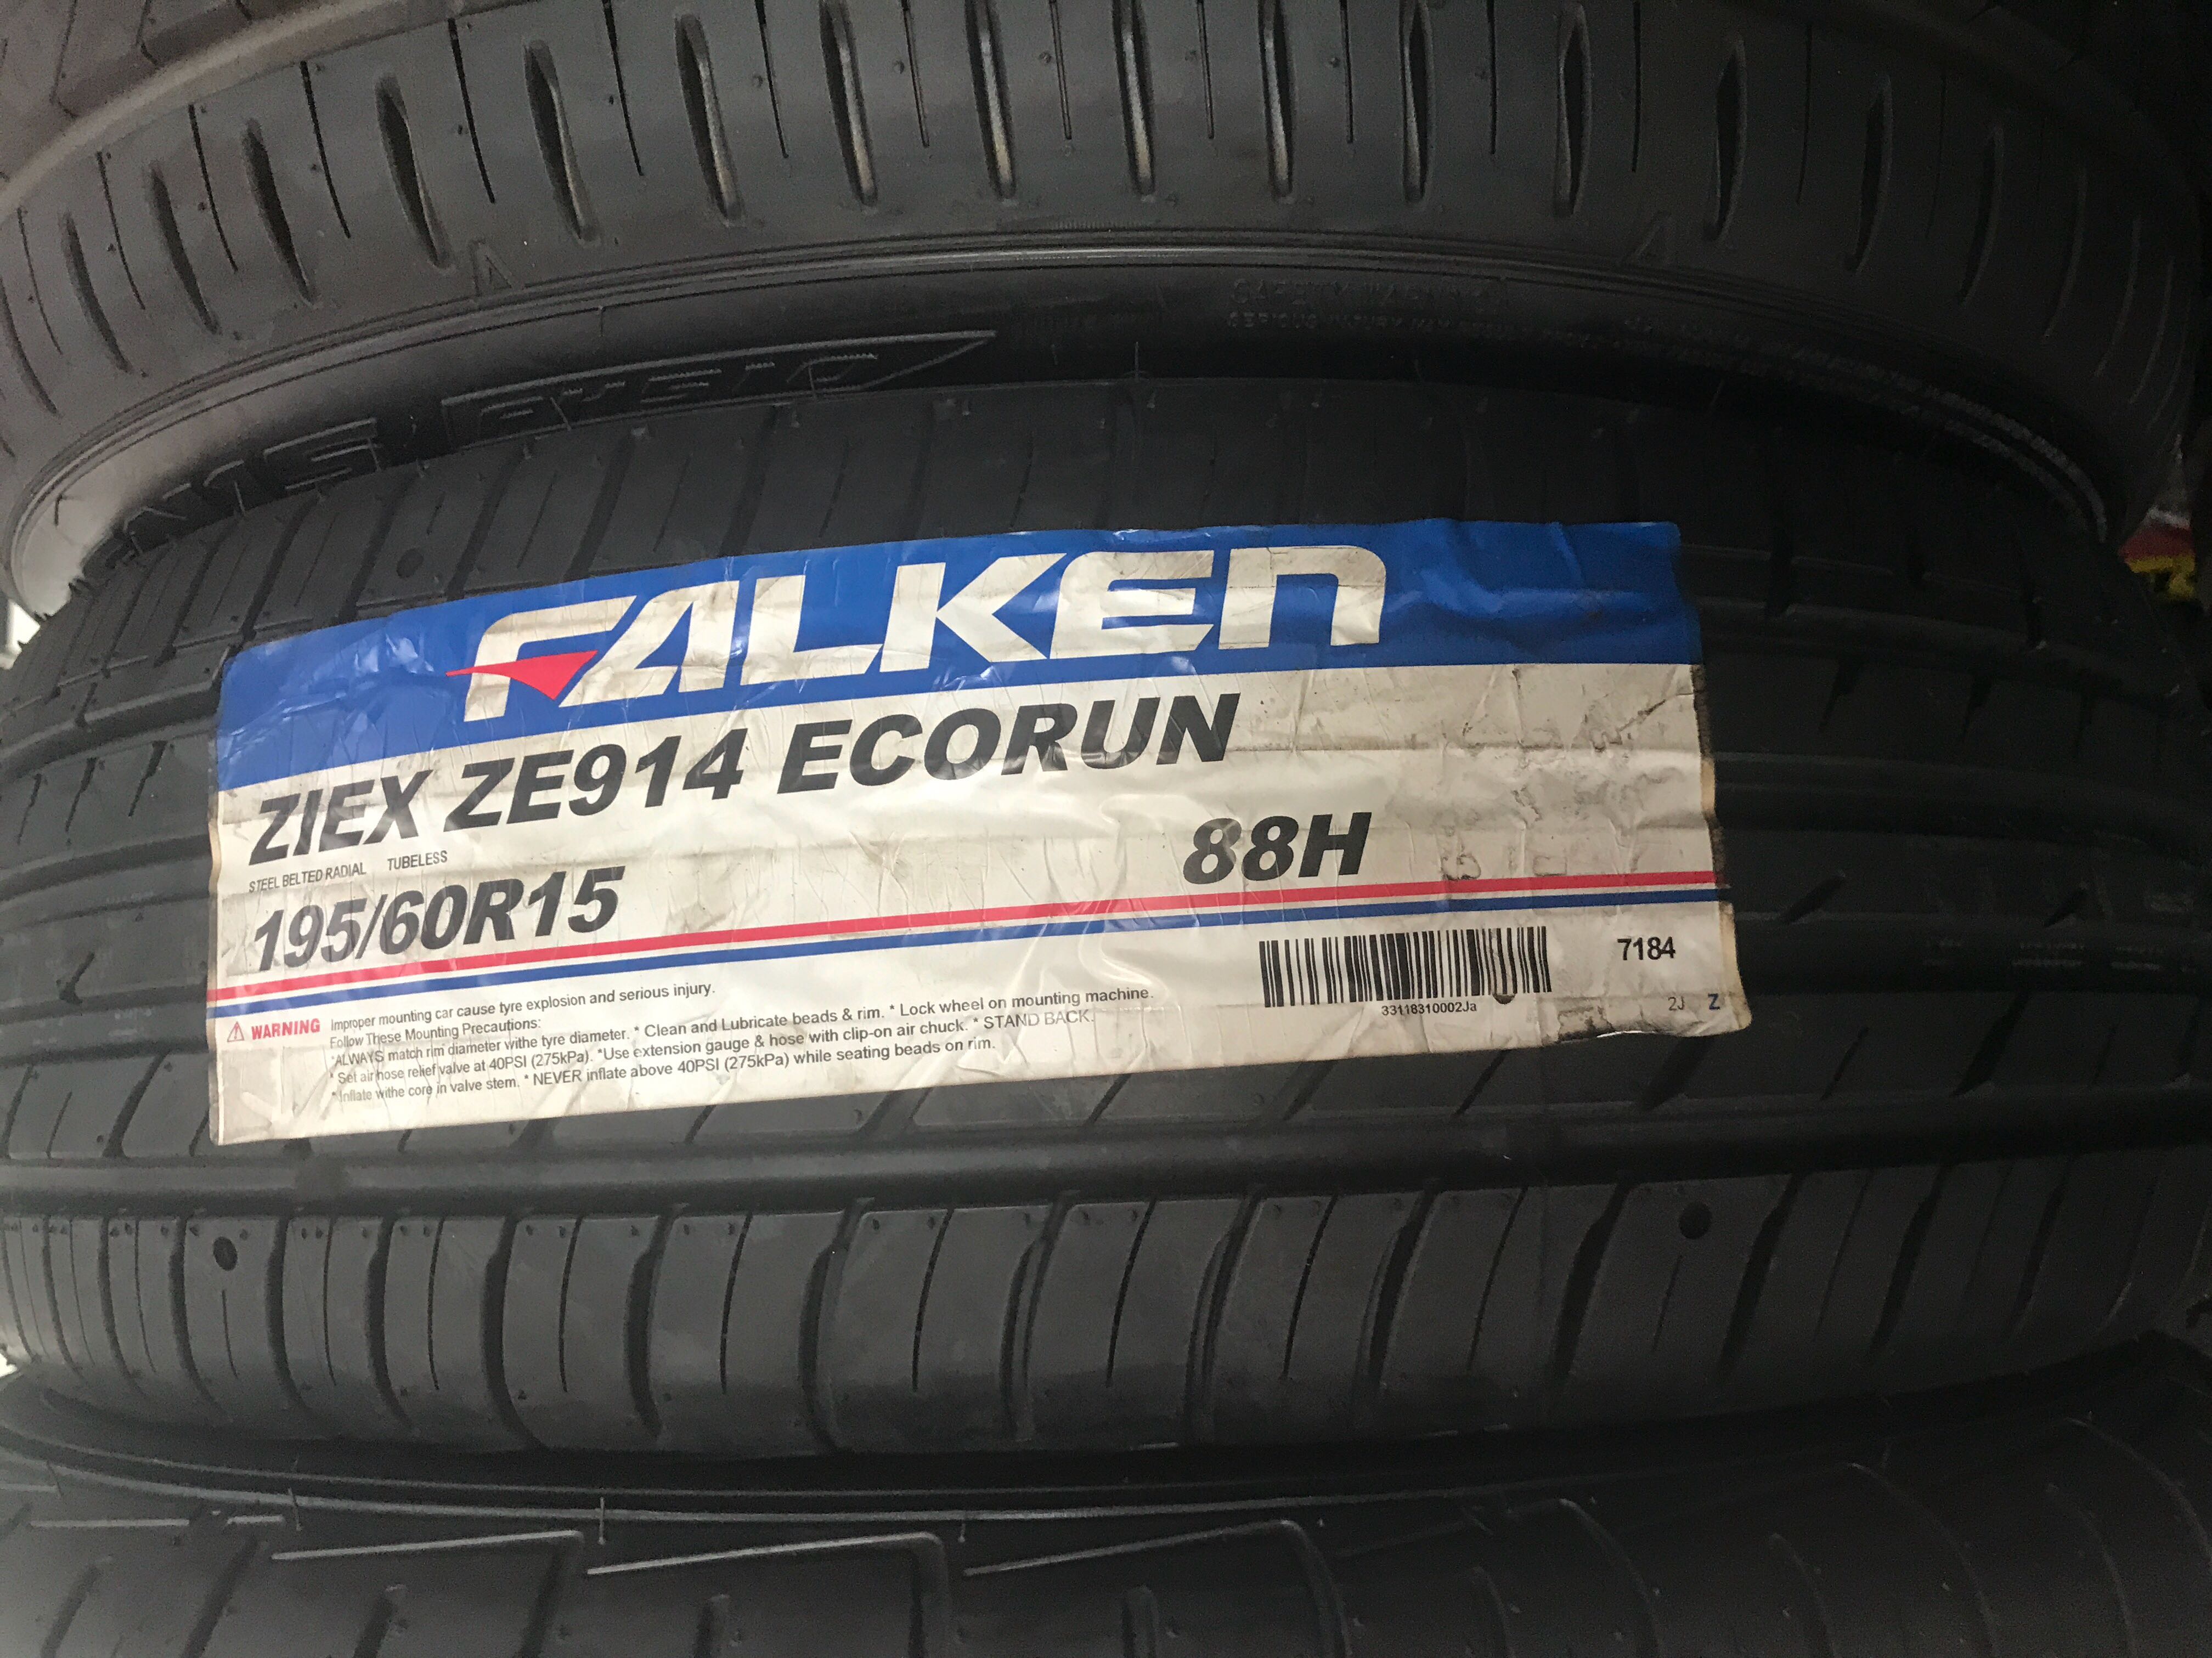 FALKEN
ZIEX ZE914 ECORUN
STEEL BELTED RADIAL TUBELESS
195/60R15
88H
7184
33118310002Ja
2J Z
WARNING Improper mounting car cause tyre explosion and serious injury.
Follow These Mounting Precautions:
*ALWAYS match rim diameter withe tyre diameter. * Clean and Lubricate beads & rim. * Lock wheel on mounting machine.
* Set air hose relief valve at 40PSI (275kPa). *Use extension gauge & hose with clip-on air chuck. * STAND BACK.
* Inflate withe core in valve stem. * NEVER inflate above 40PSI (275kPa) while seating beads on rim.